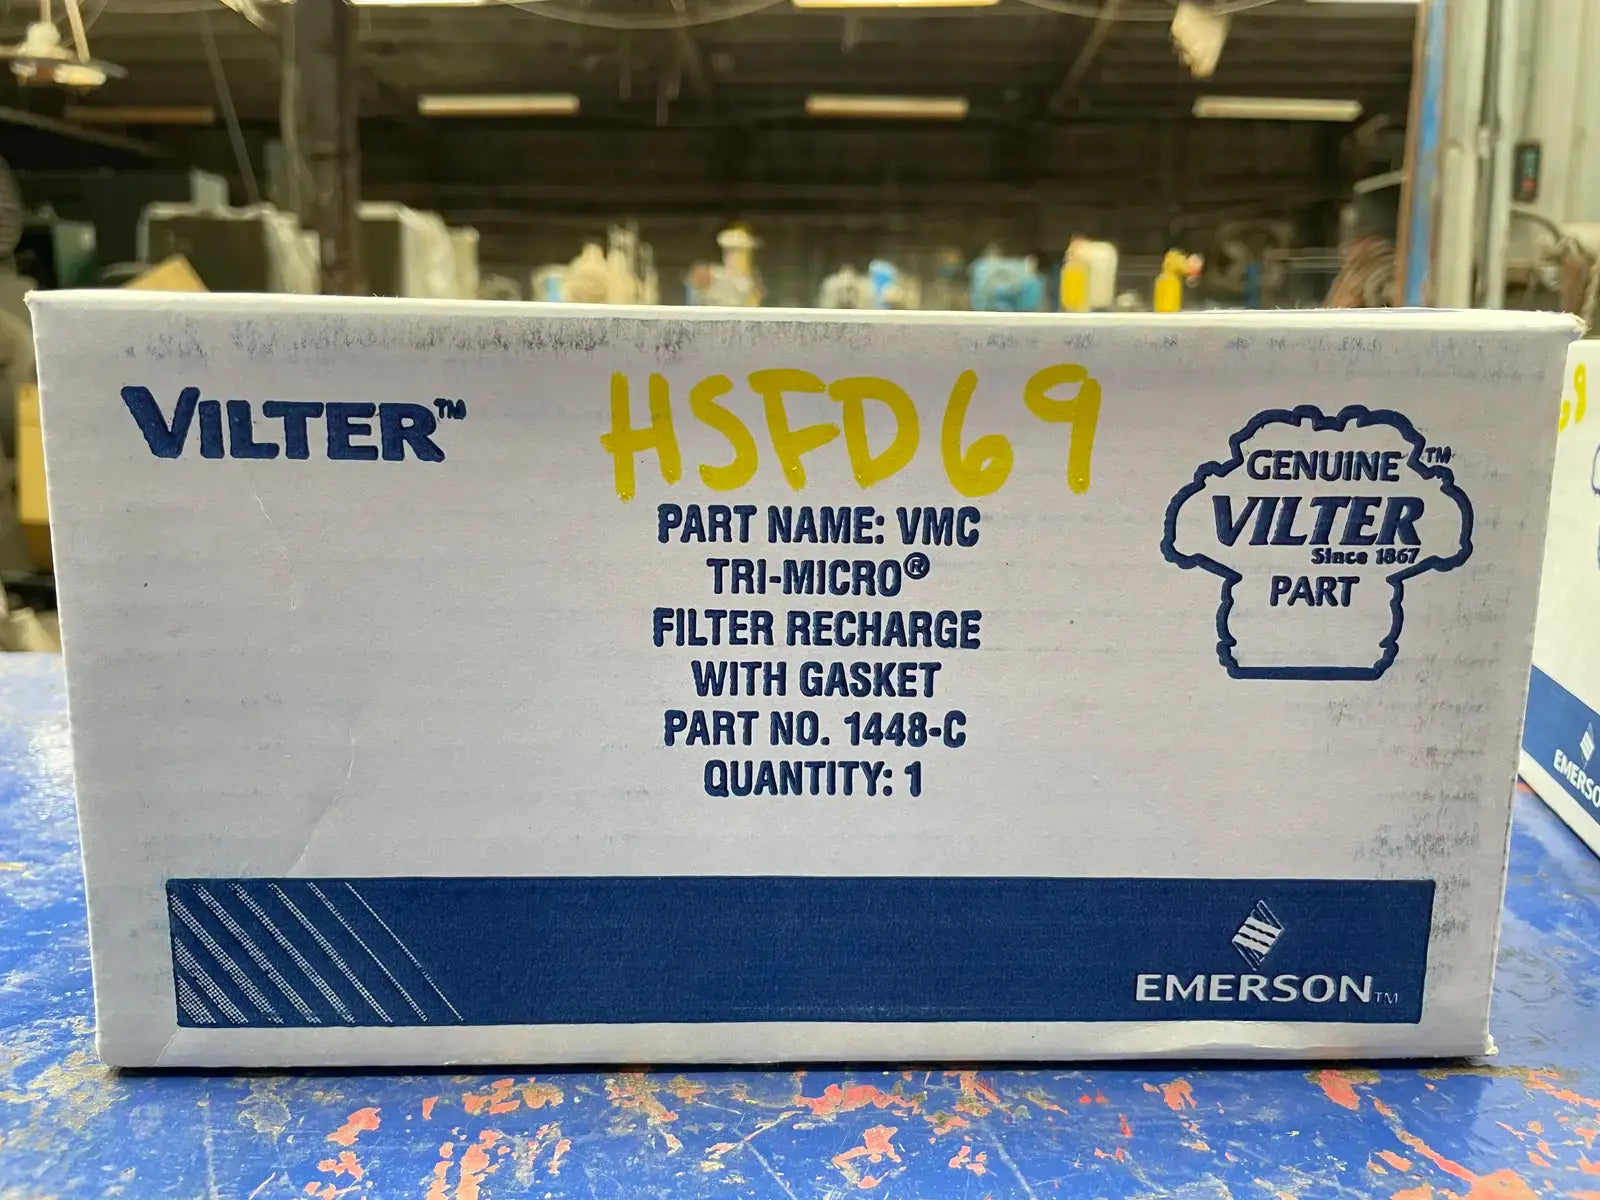 VILTER™
HSFD69
PART NAME: VMC
TRI-MICRO®
FILTER RECHARGE
WITH GASKET
PART NO. 1448-C
QUANTITY: 1
GENUINE™
VILTER
Since 1867
PART
EMERSON™